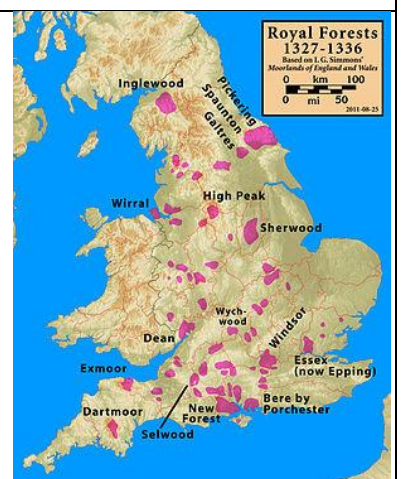 Royal Forests
1327-1336
Based on I. G. Simmons'
Moorlands of England and Wales
0 km 100
0 mi 50
2011-08-25
Inglewood
Pickering
Spaunton
Galtres
High Peak
Wirral
Sherwood
Wych-
wood
Windsor
Dean
Essex
(now Epping)
Exmoor
Bere by
Porchester
New
Forest
Dartmoor
Selwood